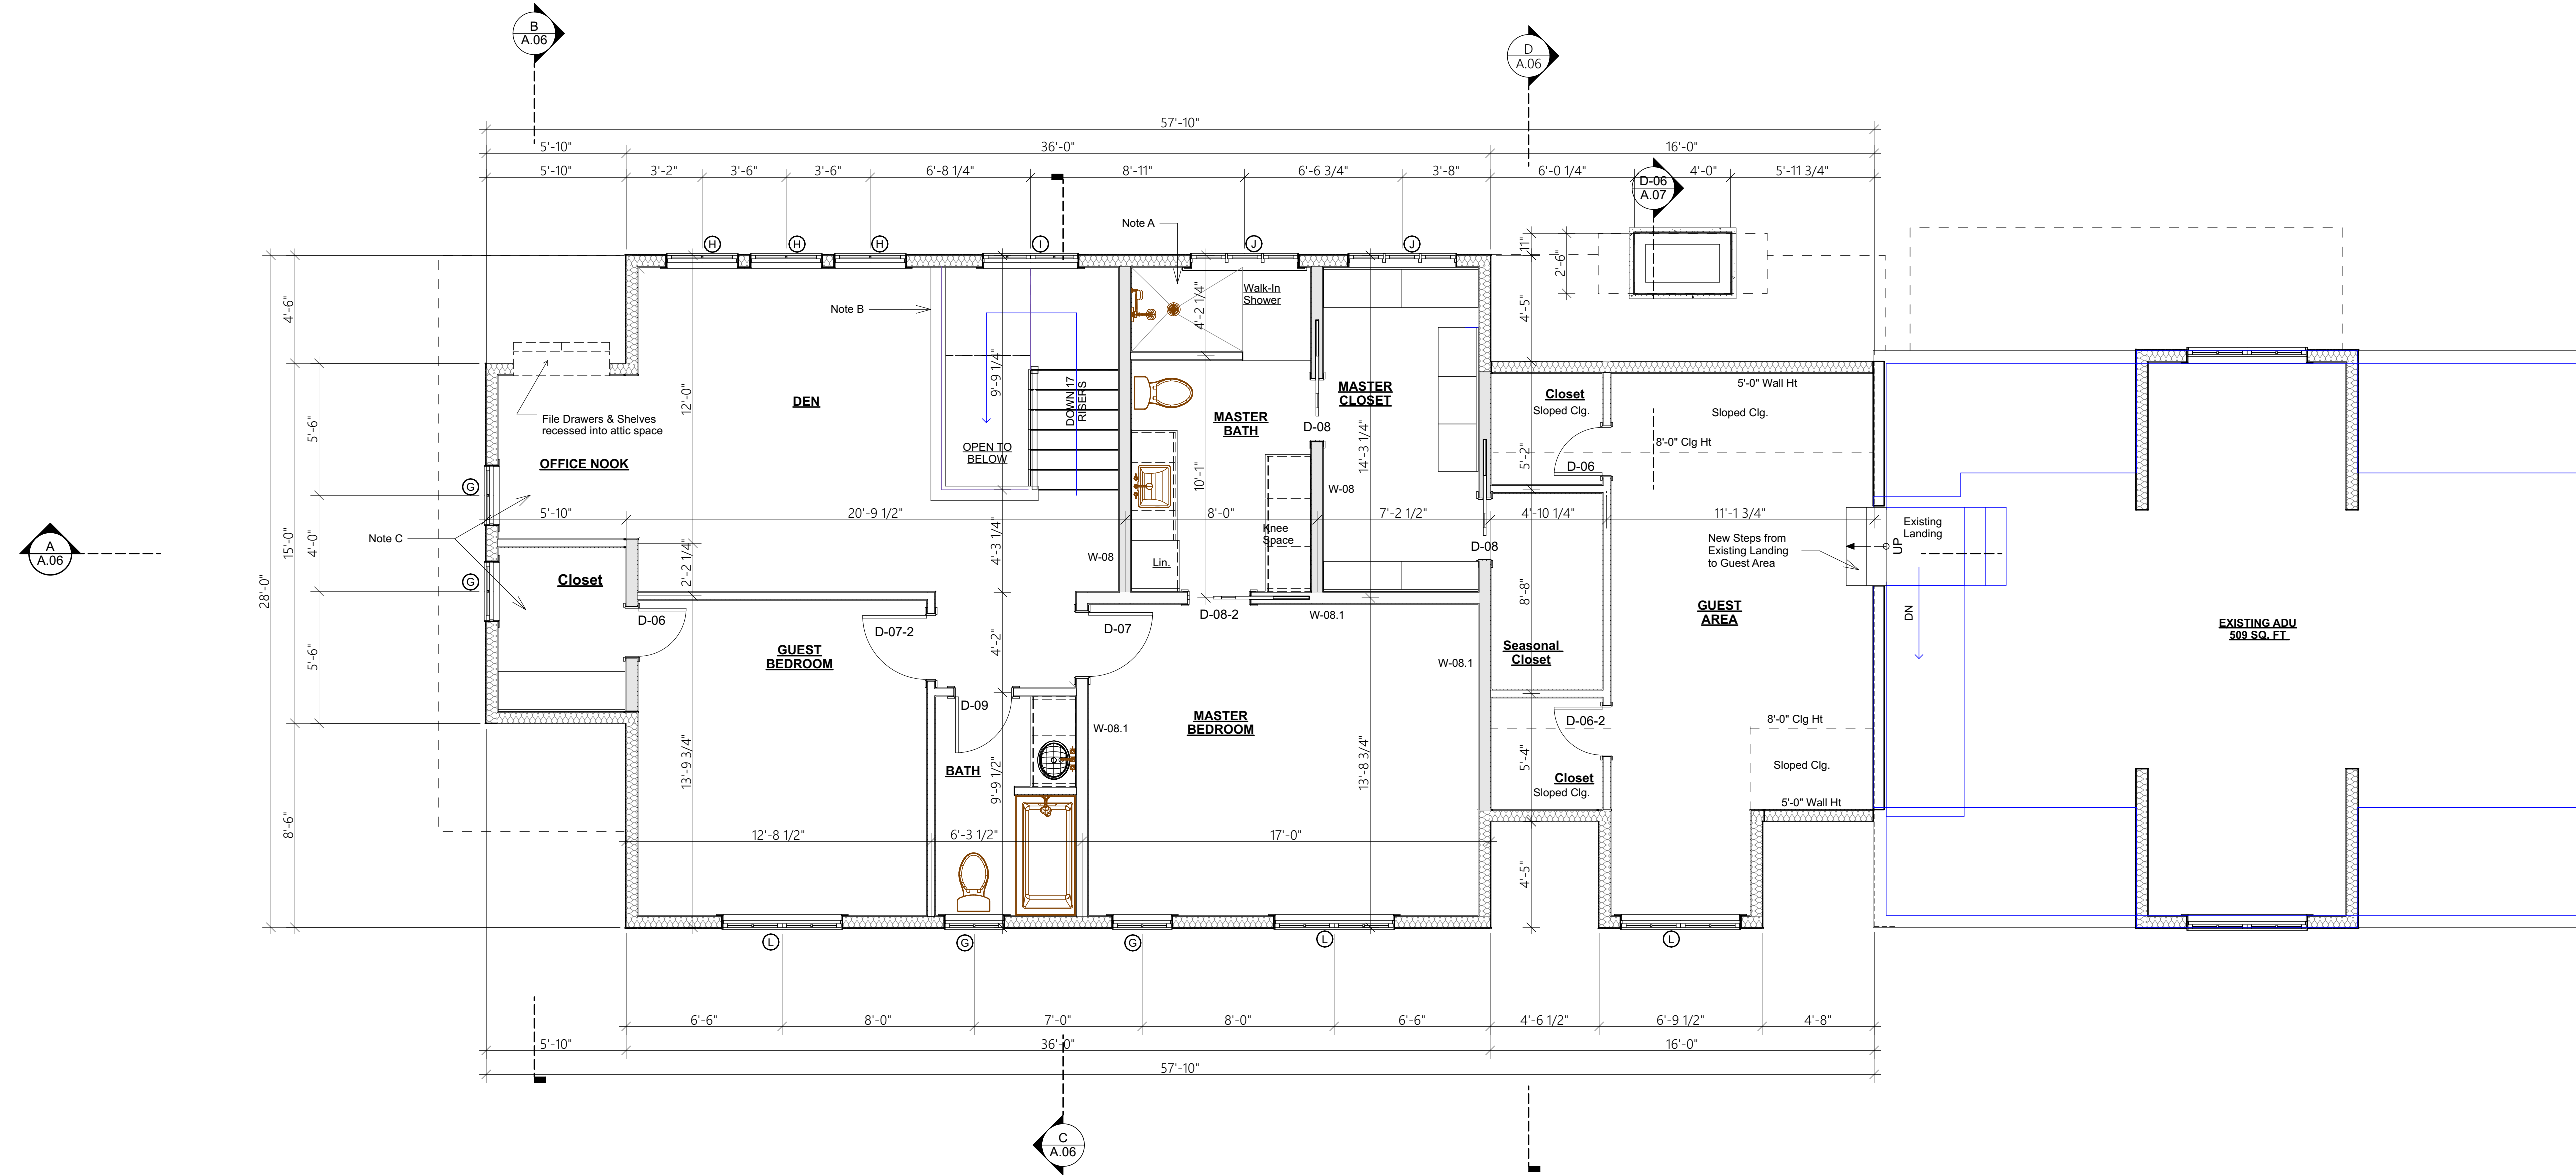 B
A.06
D
A.06
57'-10"
5'-10"
36'-0"
16'-0"
5'-10"
3'-2"
3'-6"
3'-6"
6'-8 1/4"
8'-11"
6'-6 3/4"
3'-8"
6'-0 1/4"
4'-0"
5'-11 3/4"
D-06
A.07
Note A
H
H
H
I
J
J
11"
2'-6"
4'-5"
4'-6"
28'-0"
15'-0"
5'-6"
4'-0"
5'-6"
8'-6"
Note B
Walk-In
Shower
4'-2 1/4"
9'-9 1/4"
DOWN 17
RISERS
12'-0"
DEN
OPEN TO
BELOW
File Drawers & Shelves
recessed into attic space
OFFICE NOOK
MASTER
CLOSET
MASTER
BATH
D-08
14'-3 1/4"
10'-1"
W-08
Closet
Sloped Clg.
5'-0" Wall Ht
Sloped Clg.
8'-0" Clg Ht
5'-2"
D-06
G
5'-10"
20'-9 1/2"
8'-0"
7'-2 1/2"
4'-10 1/4"
11'-1 3/4"
Knee
Space
Note C
A
A.06
2'-2 1/4"
4'-3 1/4"
W-08
Lin.
D-08
New Steps from
Existing Landing
to Guest Area
Existing
Landing
UP
DN
G
Closet
D-06
D-07-2
D-07
D-08-2
W-08.1
8'-8"
GUEST
AREA
EXISTING ADU
509 SQ. FT
GUEST
BEDROOM
4'-2"
W-08.1
Seasonal
Closet
D-09
MASTER
BEDROOM
W-08.1
D-06-2
8'-0" Clg Ht
13'-9 3/4"
BATH
9'-9 1/2"
13'-8 3/4"
5'-4"
Closet
Sloped Clg.
Sloped Clg.
5'-0" Wall Ht
12'-8 1/2"
6'-3 1/2"
17'-0"
4'-5"
L
G
G
L
L
6'-6"
8'-0"
7'-0"
8'-0"
6'-6"
4'-6 1/2"
6'-9 1/2"
4'-8"
5'-10"
36'-0"
16'-0"
57'-10"
C
A.06